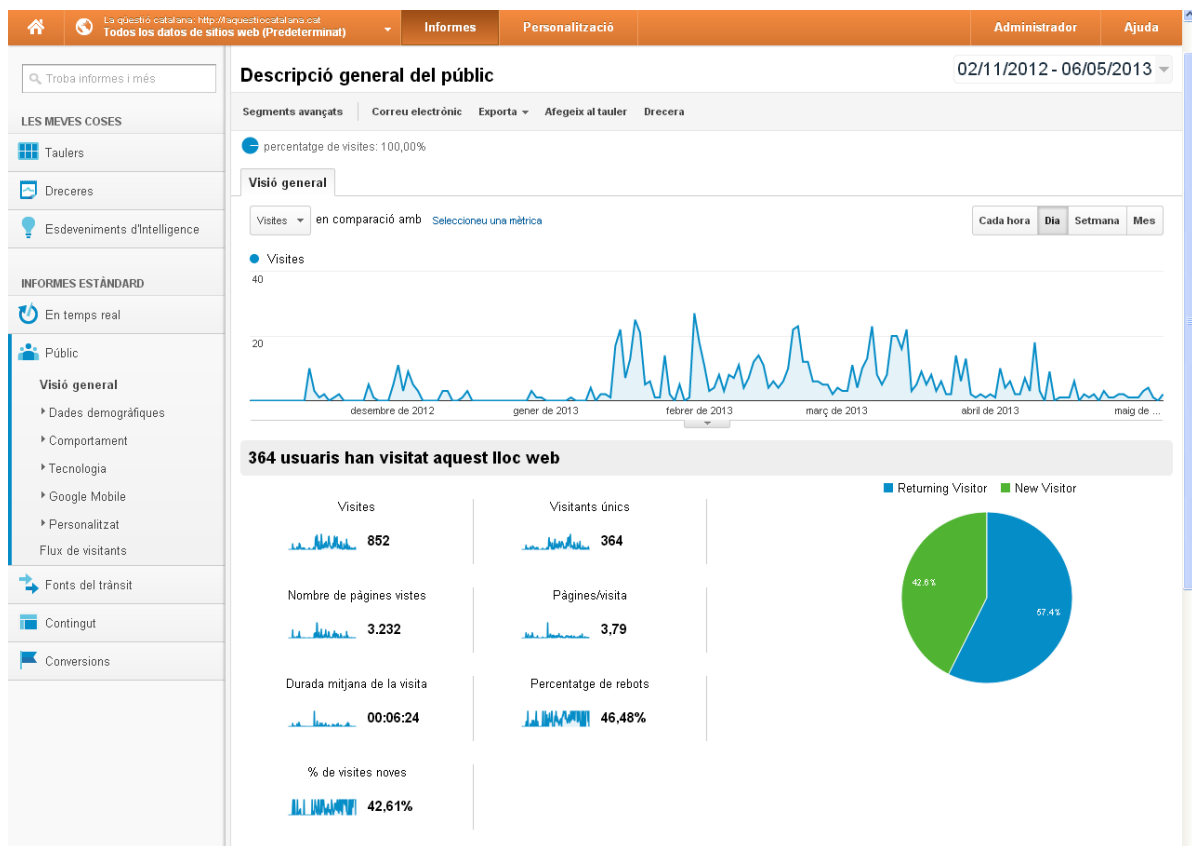 La qüestió catalana: http://laquestiocatalana.cat
Todos los datos de sitios web (Predeterminat)
Informes
Personalització
Administrador
Ajuda
Troba informes i més
LES MEVES COSES
Taulers
Dreceres
Esdeveniments d'Intelligence
INFORMES ESTÀNDARD
En temps real
Públic
Visió general
Dades demogràfiques
Comportament
Tecnologia
Google Mobile
Personalitzat
Flux de visitants
Fonts del trànsit
Contingut
Conversions
Descripció general del públic
02/11/2012 - 06/05/2013
Segments avançats Correu electrònic Exporta Afegeix al tauler Drecera
percentatge de visites: 100,00%
Visió general
Visites en comparació amb Seleccioneu una mètrica
Cada hora Dia Setmana Mes
Visites
40
20
desembre de 2012 gener de 2013 febrer de 2013 març de 2013 abril de 2013 maig de ...
364 usuaris han visitat aquest lloc web
Visites
852
Visitants únics
364
Nombre de pàgines vistes
3.232
Pàgines/visita
3,79
Durada mitjana de la visita
00:06:24
Percentatge de rebots
46,48%
% de visites noves
42,61%
Returning Visitor New Visitor
42.6%
57.4%